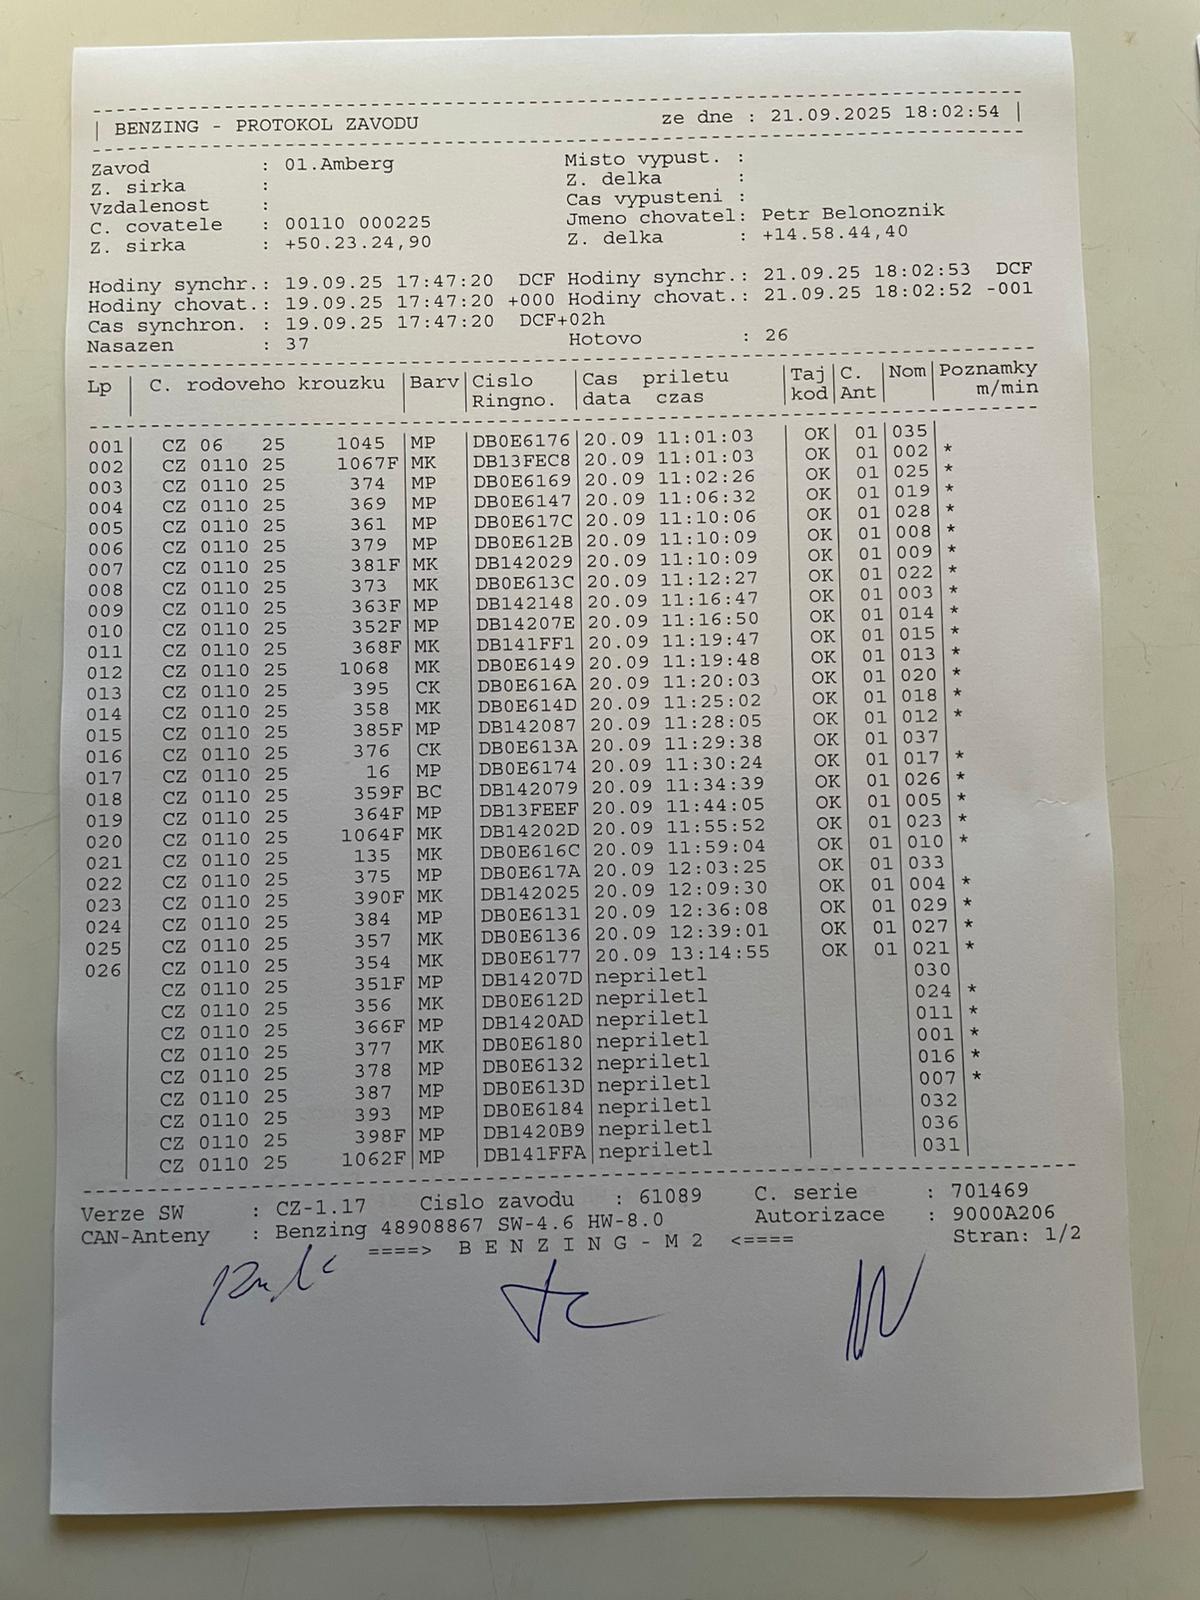 BENZING - PROTOKOL ZAVODU ze dne : 21.09.2025 18:02:54
Zavod : 01.Amberg Misto vypust. :
Z. sirka : Z. delka :
Vzdalenost : Cas vypusteni :
C. covatele : 00110 000225 Jmeno chovatel: Petr Belonoznik
Z. sirka : +50.23.24,90 Z. delka : +14.58.44,40
Hodiny synchr.: 19.09.25 17:47:20 DCF Hodiny synchr.: 21.09.25 18:02:53 DCF
Hodiny chovat.: 19.09.25 17:47:20 +000 Hodiny chovat.: 21.09.25 18:02:52 -001
Cas synchron. : 19.09.25 17:47:20 DCF+02h
Nasazen : 37 Hotovo : 26
Lp | C. rodoveho krouzku | Barv | Cislo Ringno. | Cas priletu data czas | Taj kod | C. Ant | Nom | Poznamky m/min
001 | CZ 06 25 1045 | MP | DB0E6176 | 20.09 11:01:03 | OK | 01 | 035 |
002 | CZ 0110 25 1067F | MK | DB13FEC8 | 20.09 11:01:03 | OK | 01 | 002 | *
003 | CZ 0110 25 374 | MP | DB0E6169 | 20.09 11:02:26 | OK | 01 | 025 | *
004 | CZ 0110 25 369 | MP | DB0E6147 | 20.09 11:06:32 | OK | 01 | 019 | *
005 | CZ 0110 25 361 | MP | DB0E617C | 20.09 11:10:06 | OK | 01 | 028 | *
006 | CZ 0110 25 379 | MP | DB0E612B | 20.09 11:10:09 | OK | 01 | 008 | *
007 | CZ 0110 25 381F | MK | DB142029 | 20.09 11:10:09 | OK | 01 | 009 | *
008 | CZ 0110 25 373 | MK | DB0E613C | 20.09 11:12:27 | OK | 01 | 022 | *
009 | CZ 0110 25 363F | MP | DB142148 | 20.09 11:16:47 | OK | 01 | 003 | *
010 | CZ 0110 25 352F | MP | DB14207E | 20.09 11:16:50 | OK | 01 | 014 | *
011 | CZ 0110 25 368F | MK | DB141FF1 | 20.09 11:19:47 | OK | 01 | 015 | *
012 | CZ 0110 25 1068 | MK | DB0E6149 | 20.09 11:19:48 | OK | 01 | 013 | *
013 | CZ 0110 25 395 | CK | DB0E616A | 20.09 11:20:03 | OK | 01 | 020 | *
014 | CZ 0110 25 358 | MK | DB0E614D | 20.09 11:25:02 | OK | 01 | 018 | *
015 | CZ 0110 25 385F | MP | DB142087 | 20.09 11:28:05 | OK | 01 | 012 | *
016 | CZ 0110 25 376 | CK | DB0E613A | 20.09 11:29:38 | OK | 01 | 037 |
017 | CZ 0110 25 16 | MP | DB0E6174 | 20.09 11:30:24 | OK | 01 | 017 | *
018 | CZ 0110 25 359F | BC | DB142079 | 20.09 11:34:39 | OK | 01 | 026 | *
019 | CZ 0110 25 364F | MP | DB13FEEF | 20.09 11:44:05 | OK | 01 | 005 | *
020 | CZ 0110 25 1064F | MK | DB14202D | 20.09 11:55:52 | OK | 01 | 023 | *
021 | CZ 0110 25 135 | MK | DB0E616C | 20.09 11:59:04 | OK | 01 | 010 | *
022 | CZ 0110 25 375 | MP | DB0E617A | 20.09 12:03:25 | OK | 01 | 033 |
023 | CZ 0110 25 390F | MK | DB142025 | 20.09 12:09:30 | OK | 01 | 004 | *
024 | CZ 0110 25 384 | MP | DB0E6131 | 20.09 12:36:08 | OK | 01 | 029 | *
025 | CZ 0110 25 357 | MK | DB0E6136 | 20.09 12:39:01 | OK | 01 | 027 | *
026 | CZ 0110 25 354 | MK | DB0E6177 | 20.09 13:14:55 | OK | 01 | 021 | *
CZ 0110 25 351F | MP | DB14207D | nepriletl | 030 |
CZ 0110 25 356 | MK | DB0E612D | nepriletl | 024 | *
CZ 0110 25 366F | MP | DB1420AD | nepriletl | 011 | *
CZ 0110 25 377 | MK | DB0E6180 | nepriletl | 001 | *
CZ 0110 25 378 | MP | DB0E6132 | nepriletl | 016 | *
CZ 0110 25 387 | MP | DB0E613D | nepriletl | 007 | *
CZ 0110 25 393 | MP | DB0E6184 | nepriletl | 032 |
CZ 0110 25 398F | MP | DB1420B9 | nepriletl | 036 |
CZ 0110 25 1062F | MP | DB141FFA | nepriletl | 031 |
Verze SW : CZ-1.17 Cislo zavodu : 61089 C. serie : 701469
CAN-Anteny : Benzing 48908867 SW-4.6 HW-8.0 Autorizace : 9000A206
====> B E N Z I N G - M 2 <==== Stran: 1/2